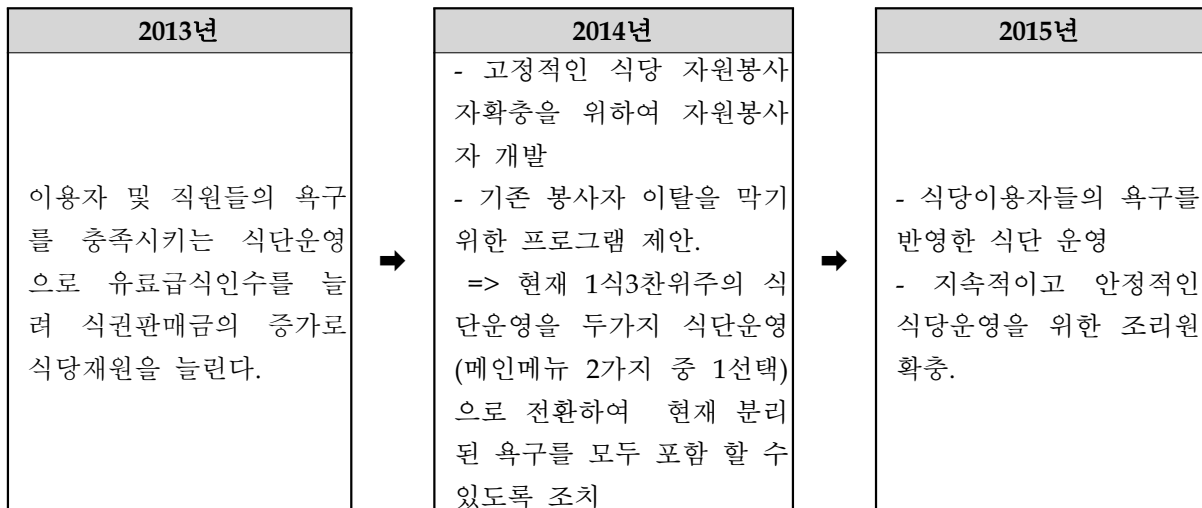 2013년
이용자 및 직원들의 욕구
를 충족시키는 식단운영
으로 유료급식인수를 늘
려 식권판매금의 증가로
식당재원을 늘린다.
➡
2014년
- 고정적인 식당 자원봉사
자확충을 위하여 자원봉사
자 개발
- 기존 봉사자 이탈을 막기
위한 프로그램 제안.
=> 현재 1식3찬위주의 식
단운영을 두가지 식단운영
(메인메뉴 2가지 중 1선택)
으로 전환하여 현재 분리
된 욕구를 모두 포함 할 수
있도록 조치
➡
2015년
- 식당이용자들의 욕구를
반영한 식단 운영
- 지속적이고 안정적인
식당운영을 위한 조리원
확충.